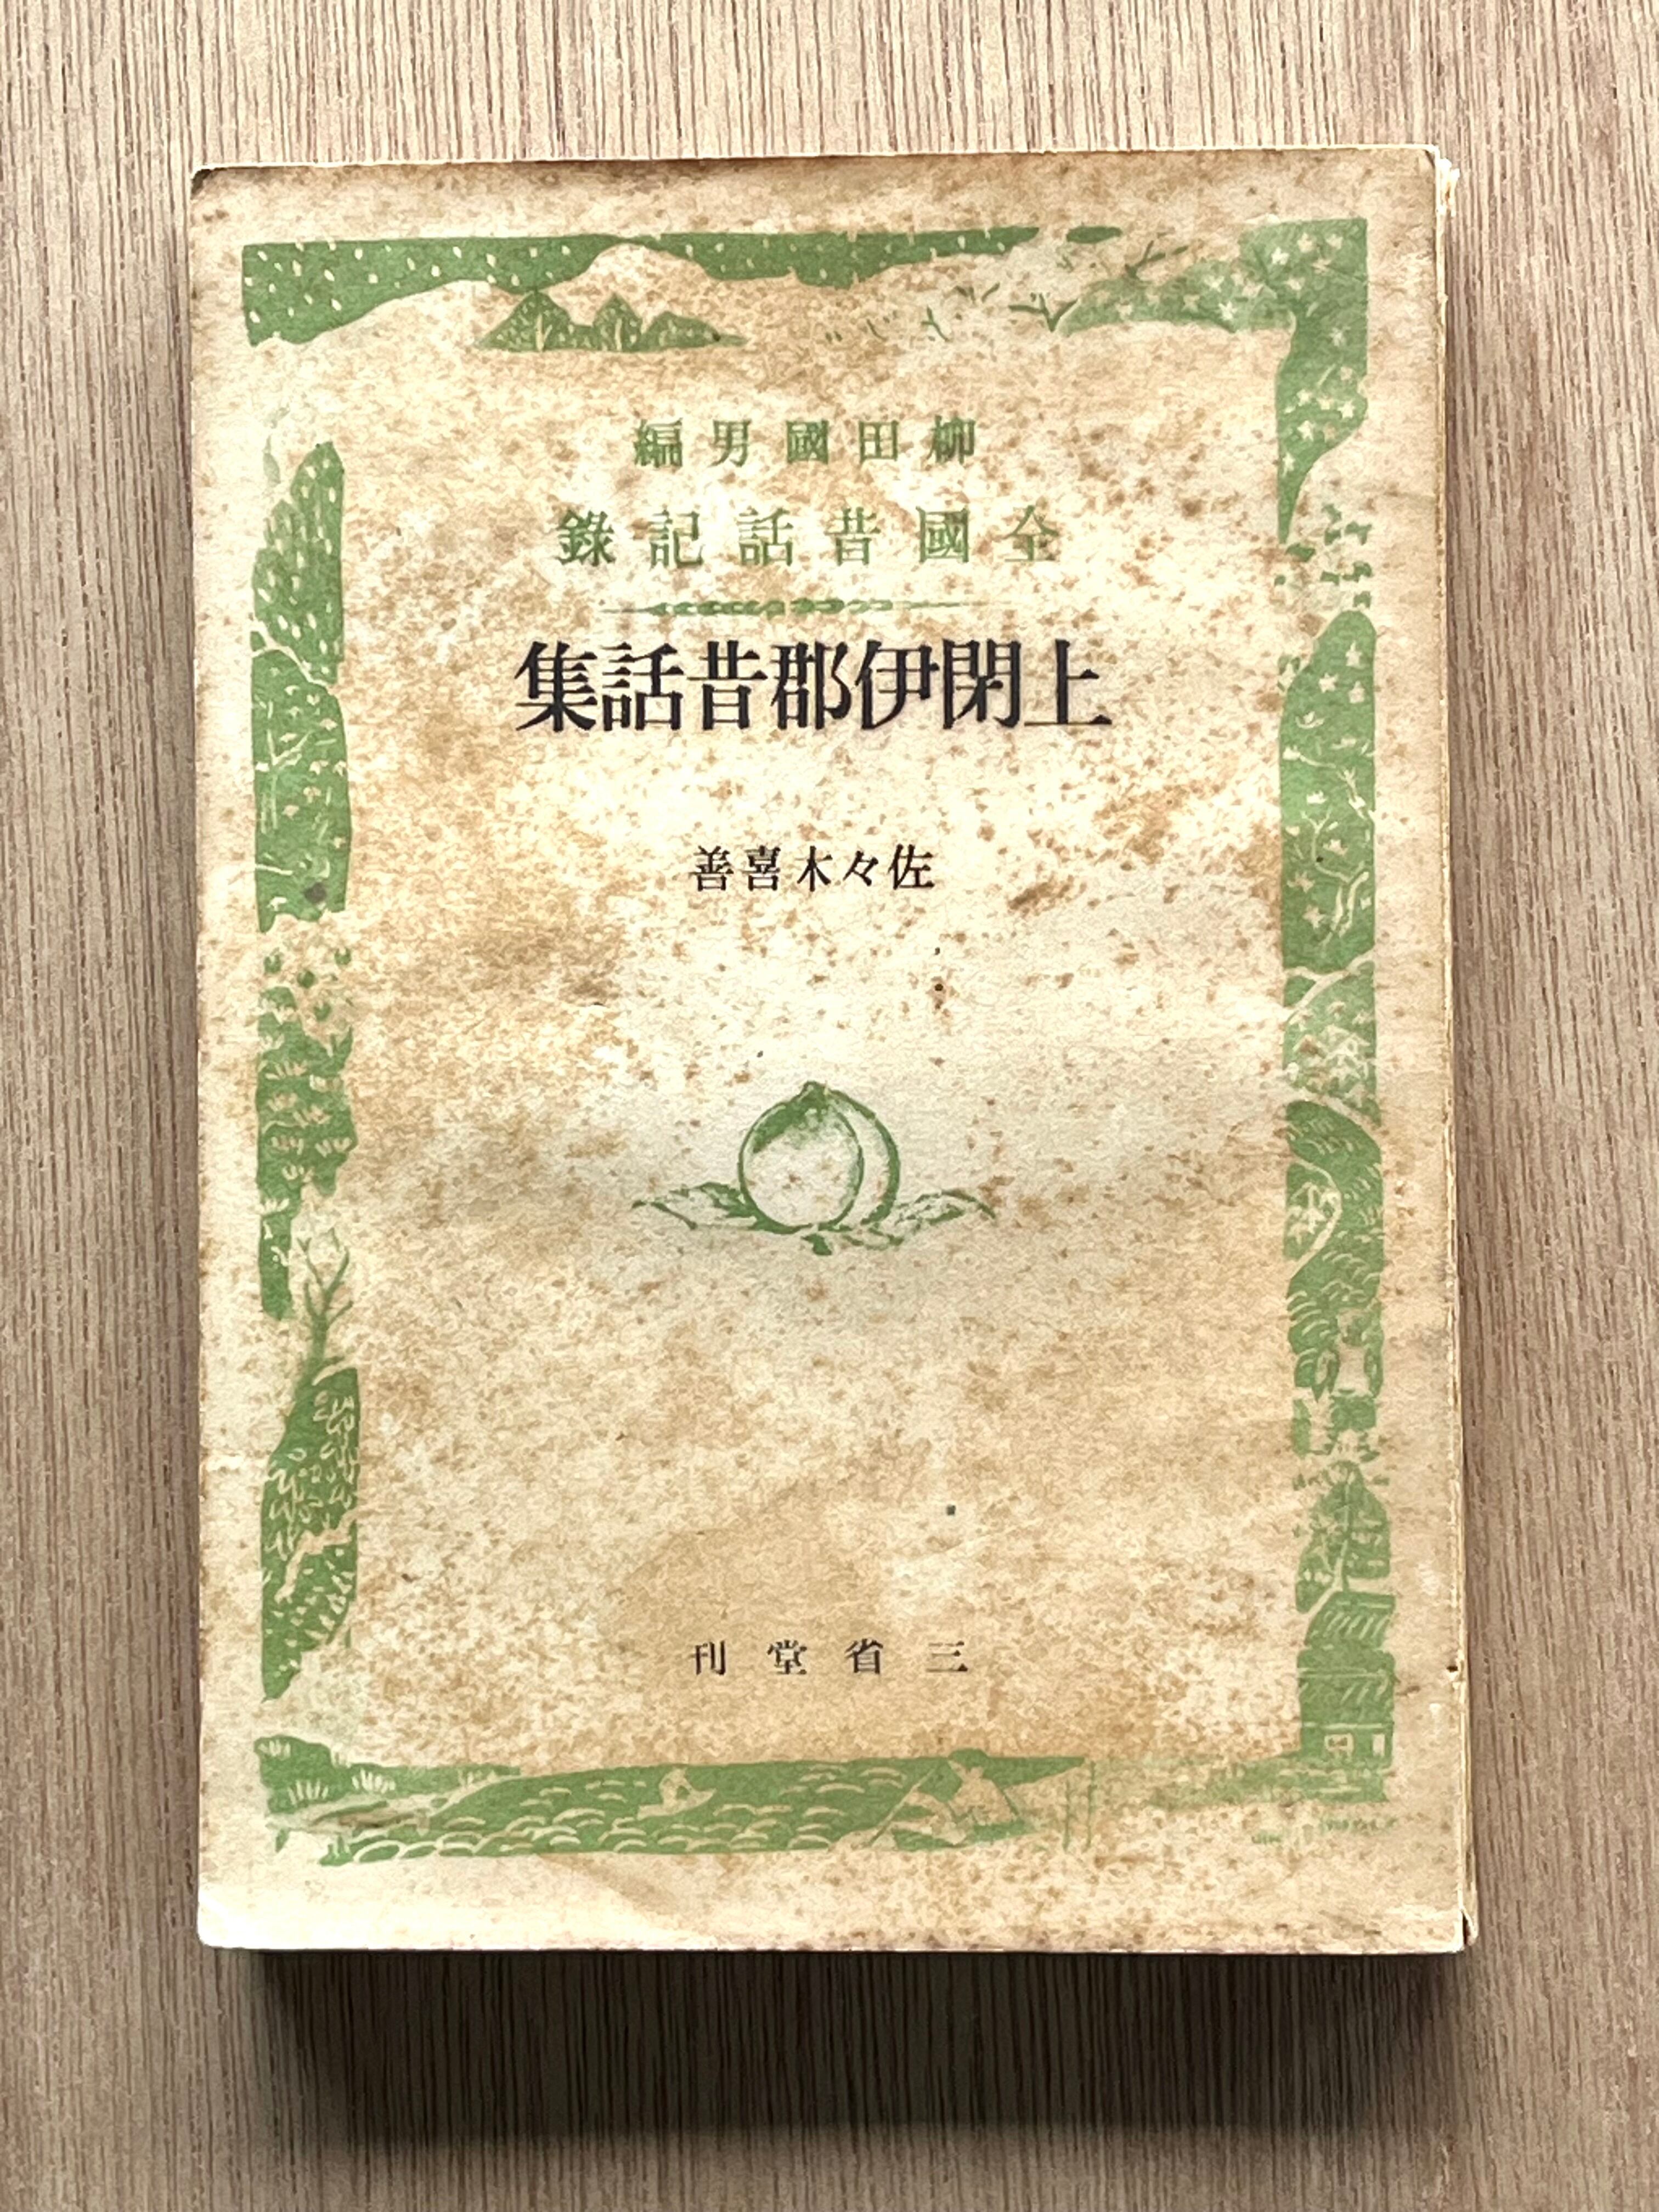 柳田國男編
全國昔話記錄
上閉伊郡昔話集
佐々木喜善
三省堂刊